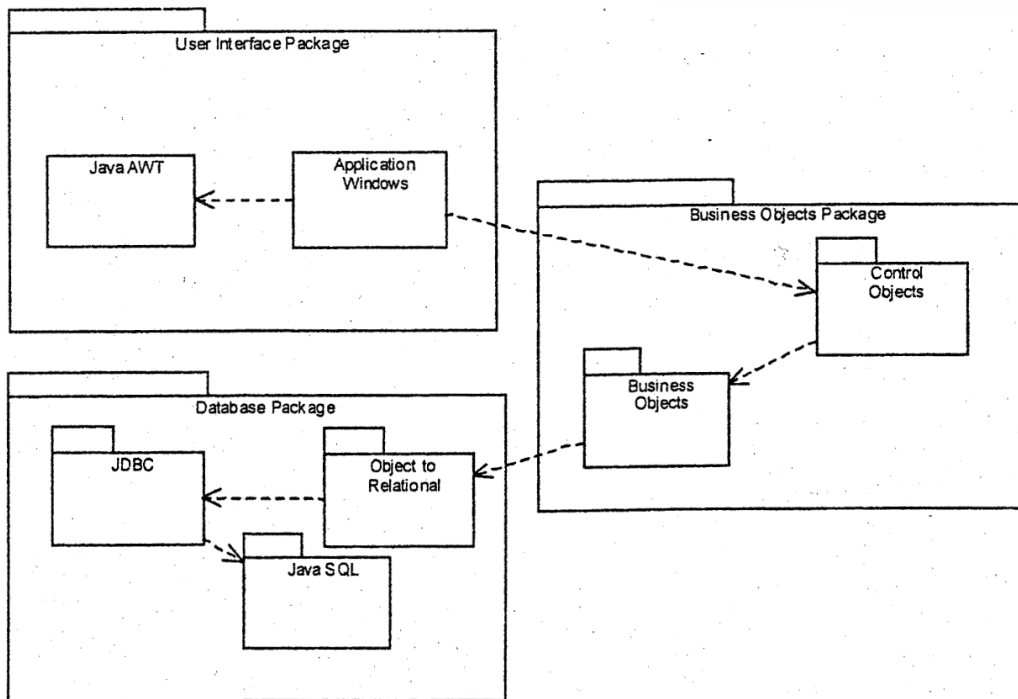 User Interface Package
Java AWT
Application
Windows
Business Objects Package
Control
Objects
Business
Objects
Database Package
JDBC
Object to
Relational
Java SQL